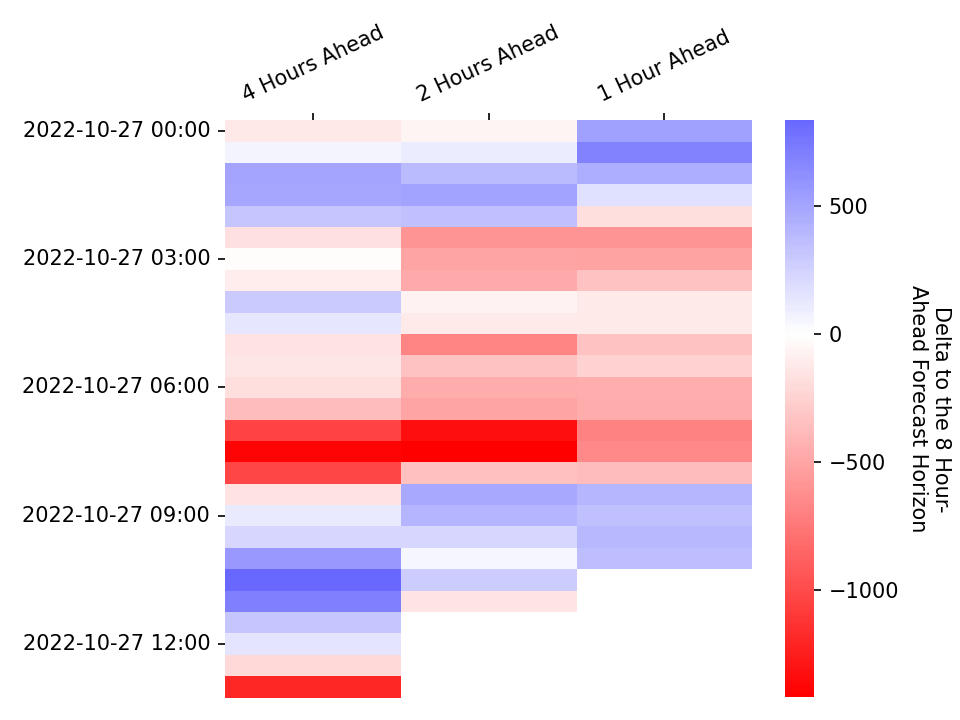 4 Hours Ahead
2 Hours Ahead
1 Hour Ahead
2022-10-27 00:00
2022-10-27 03:00
2022-10-27 06:00
2022-10-27 09:00
2022-10-27 12:00
500
0
−500
−1000
Delta to the 8 Hour-
Ahead Forecast Horizon